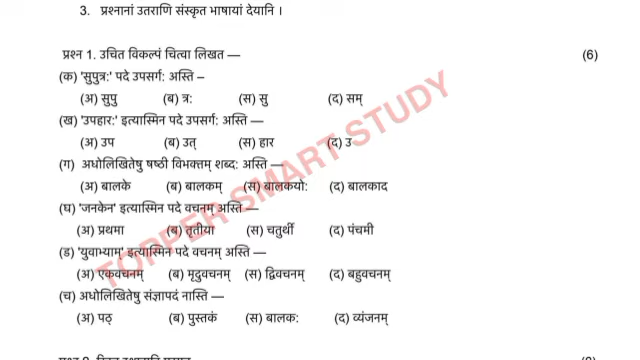 3. प्रश्नानां उतराणि संस्कृत भाषायां देयानि ।
प्रश्न 1. उचित विकल्पं चित्वा लिखत — (6)
(क) 'सुपुत्र:' पदे उपसर्ग: अस्ति –
(अ) सुपु (ब) त्र: (स) सु (द) सम्
(ख) 'उपहार:' इत्यास्मिन पदे उपसर्ग: अस्ति —
(अ) उप (ब) उत् (स) हार (द) उ
(ग) अधोलिखितेषु षष्ठी विभक्तम् शब्द: अस्ति —
(अ) बालके (ब) बालकम् (स) बालकयो: (द) बालकाद
(घ) 'जनकेन' इत्यास्मिन पदे वचनम् अस्ति —
(अ) प्रथमा (ब) तृतीया (स) चतुर्थी (द) पंचमी
(ड) 'युवाभ्याम्' इत्यास्मिन पदे वचनम् अस्ति —
(अ) एकवचनम् (ब) मृदुवचनम् (स) द्विवचनम् (द) बहुवचनम्
(च) अधोलिखितेषु संज्ञापदं नास्ति —
(अ) पठ् (ब) पुस्तकं (स) बालक: (द) व्यंजनम्
TOPPER SMART STUDY